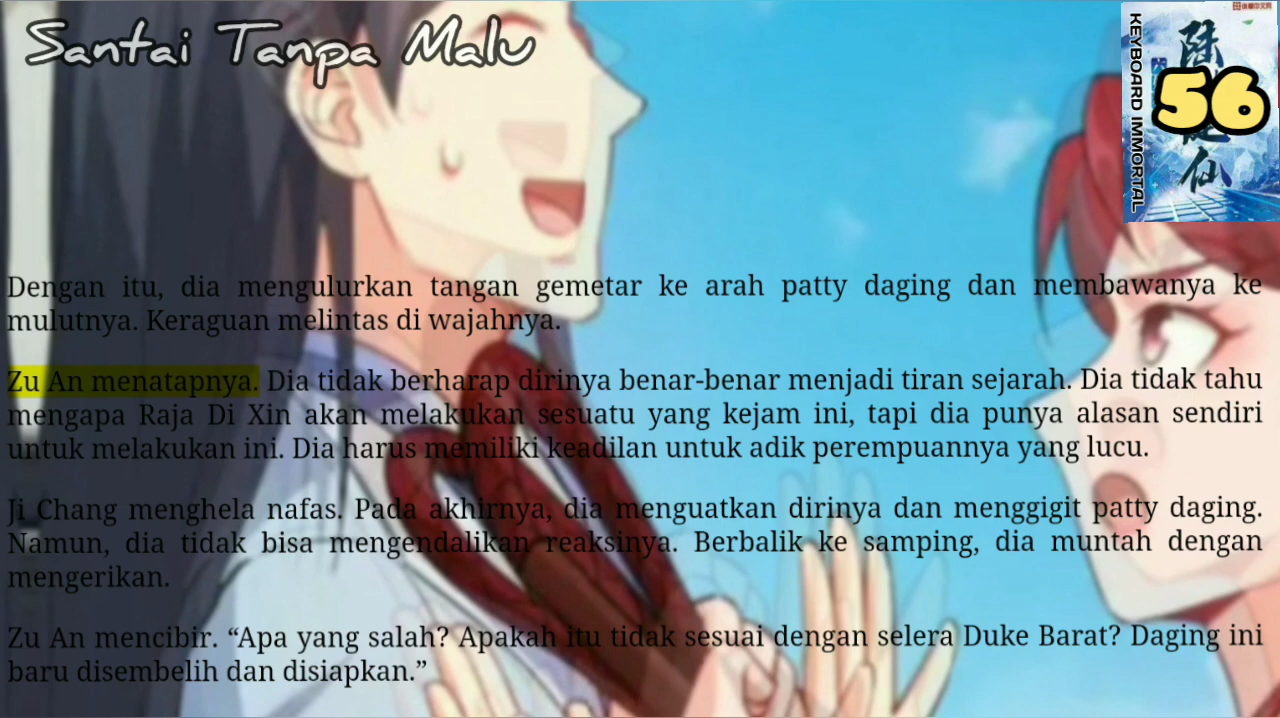 Santai Tanpa Malu
KEYBOARD IMMORTAL
56
Dengan itu, dia mengulurkan tangan gemetar ke arah patty daging dan membawanya ke
mulutnya. Keraguan melintas di wajahnya.
Zu An menatapnya. Dia tidak berharap dirinya benar-benar menjadi tiran sejarah. Dia tidak tahu
mengapa Raja Di Xin akan melakukan sesuatu yang kejam ini, tapi dia punya alasan sendiri
untuk melakukan ini. Dia harus memiliki keadilan untuk adik perempuannya yang lucu.
Ji Chang menghela nafas. Pada akhirnya, dia menguatkan dirinya dan menggigit patty daging.
Namun, dia tidak bisa mengendalikan reaksinya. Berbalik ke samping, dia muntah dengan
mengerikan.
Zu An mencibir. “Apa yang salah? Apakah itu tidak sesuai dengan selera Duke Barat? Daging ini
baru disembelih dan disiapkan.”